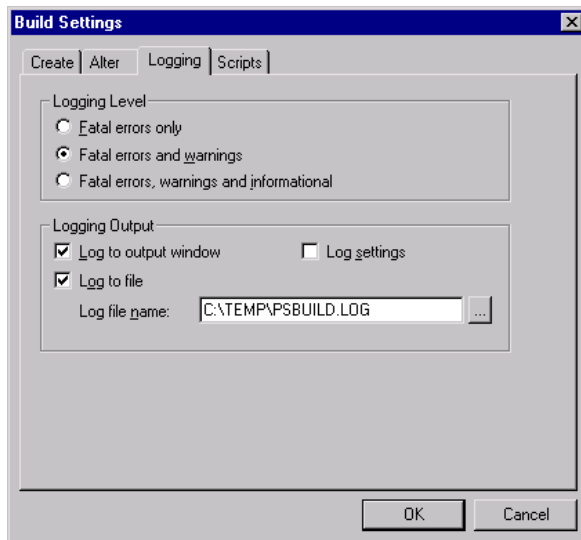 Build Settings
Create Alter Logging Scripts
Logging Level
Fatal errors only
Fatal errors and warnings
Fatal errors, warnings and informational
Logging Output
Log to output window Log settings
Log to file
Log file name: C:\TEMP\PSBUILD.LOG ...
OK Cancel